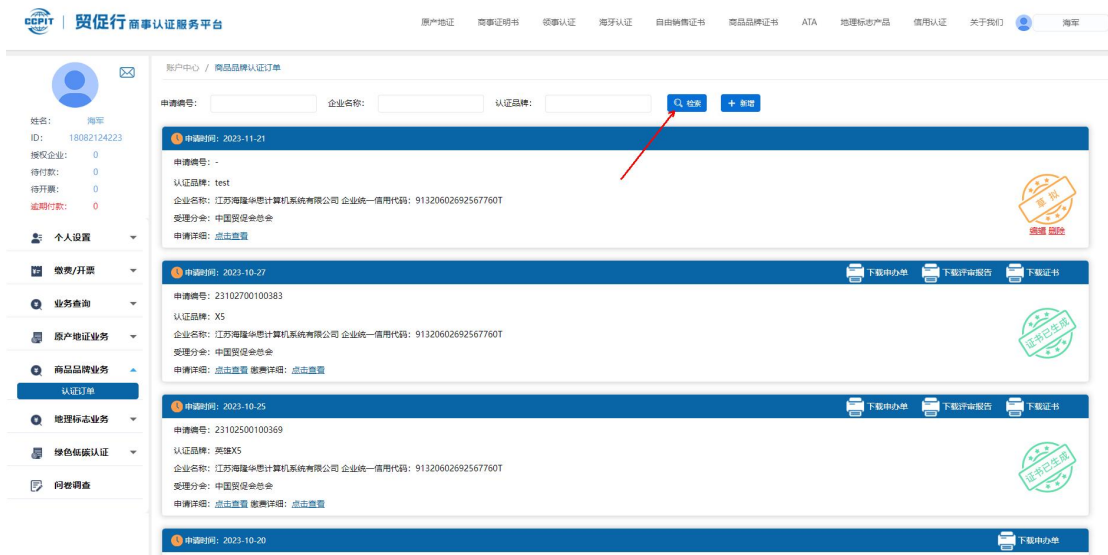 CCPIT 贸促行 商事认证服务平台
原产地证 商事证明书 领事认证 海牙认证 自由销售证书 商品品牌证书 ATA 地理标志产品 信用认证 关于我们 海军
账户中心 / 商品品牌认证订单
申请编号： 企业名称： 认证品牌： 检索 + 新增
姓名： 海军
ID： 18082124223
授权企业： 0
待付款： 0
待开票： 0
逾期付款： 0
个人设置
缴费/开票
业务查询
原产地证业务
商品品牌业务
认证订单
地理标志业务
绿色低碳认证
问卷调查
申请时间：2023-11-21
申请编号：-
认证品牌：test
企业名称：江苏海隆华思计算机系统有限公司 企业统一信用代码：91320602692567760T
受理分会：中国贸促会总会
申请详细：点击查看
草拟
编辑 删除
申请时间：2023-10-27 下载申办单 下载评审报告 下载证书
申请编号：23102700100383
认证品牌：X5
企业名称：江苏海隆华思计算机系统有限公司 企业统一信用代码：91320602692567760T
受理分会：中国贸促会总会
申请详细：点击查看 缴费详细：点击查看
证书已生成
申请时间：2023-10-25 下载申办单 下载评审报告 下载证书
申请编号：23102500100369
认证品牌：英雄X5
企业名称：江苏海隆华思计算机系统有限公司 企业统一信用代码：91320602692567760T
受理分会：中国贸促会总会
申请详细：点击查看 缴费详细：点击查看
证书已生成
申请时间：2023-10-20 下载申办单